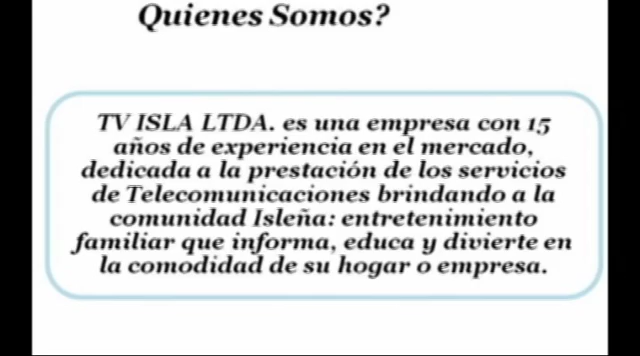 Quienes Somos?
TV ISLA LTDA. es una empresa con 15
años de experiencia en el mercado,
dedicada a la prestación de los servicios
de Telecomunicaciones brindando a la
comunidad Isleña: entretenimiento
familiar que informa, educa y divierte en
la comodidad de su hogar o empresa.